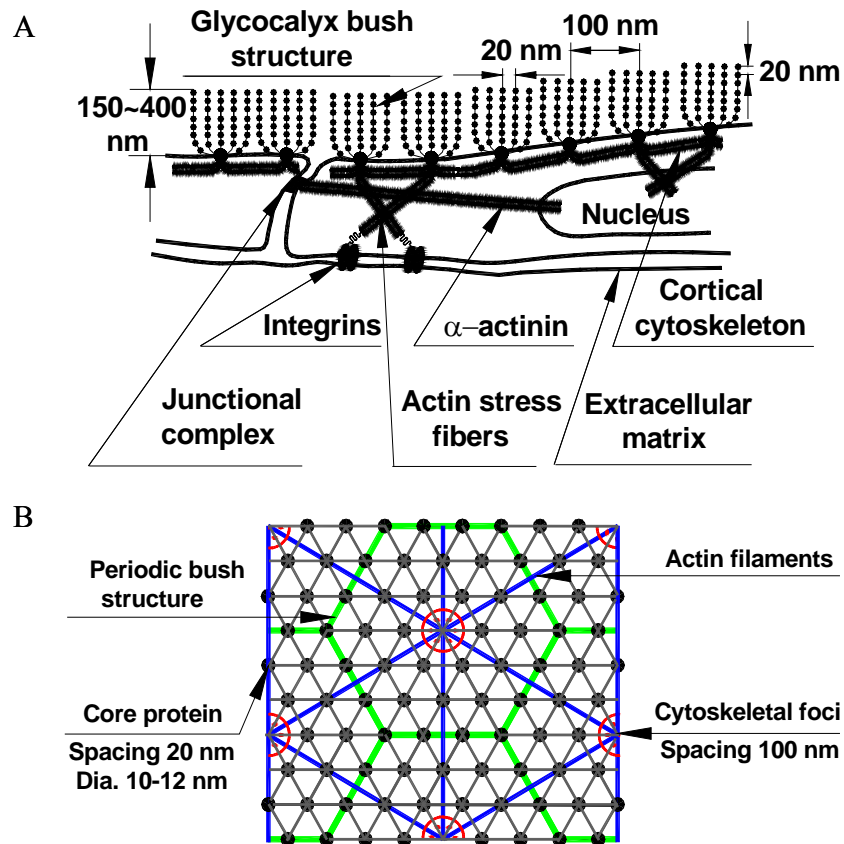 A
Glycocalyx bush
structure
100 nm
20 nm
20 nm
150~400
nm
Nucleus
Integrins
α–actinin
Cortical
cytoskeleton
Junctional
complex
Actin stress
fibers
Extracellular
matrix
B
Periodic bush
structure
Actin filaments
Core protein
Spacing 20 nm
Dia. 10-12 nm
Cytoskeletal foci
Spacing 100 nm